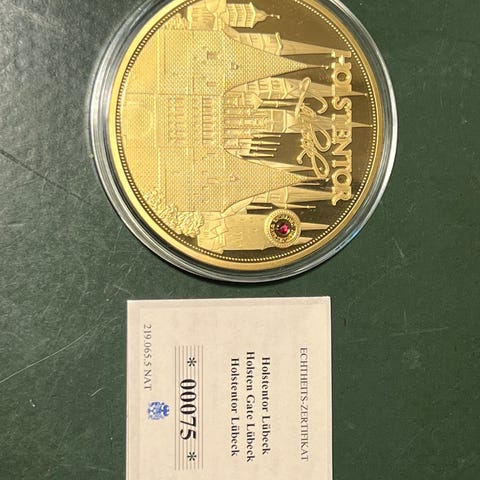 HOLSTENTOR
Lübeck
ECHTHEITS-ZERTIFIKAT
Holstentor Lübeck
Holsten Gate Lübeck
Holstentor Lübeck
* 00075 *
219.065.5 NAT